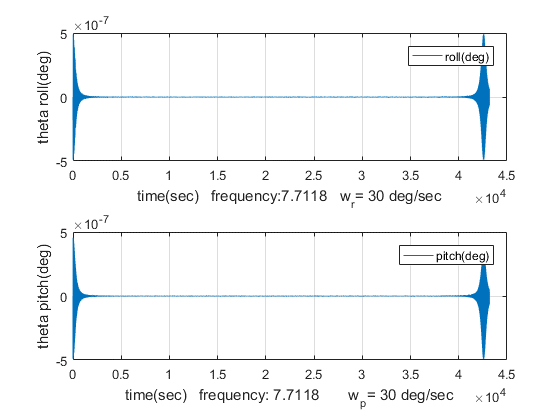 ×10-7
5
0
-5
theta roll(deg)
roll(deg)
0 0.5 1 1.5 2 2.5 3 3.5 4 4.5
×104
time(sec) frequency:7.7118 wr= 30 deg/sec
5 ×10-7
0
-5
theta pitch(deg)
pitch(deg)
0 0.5 1 1.5 2 2.5 3 3.5 4 4.5
×104
time(sec) frequency: 7.7118 wp= 30 deg/sec